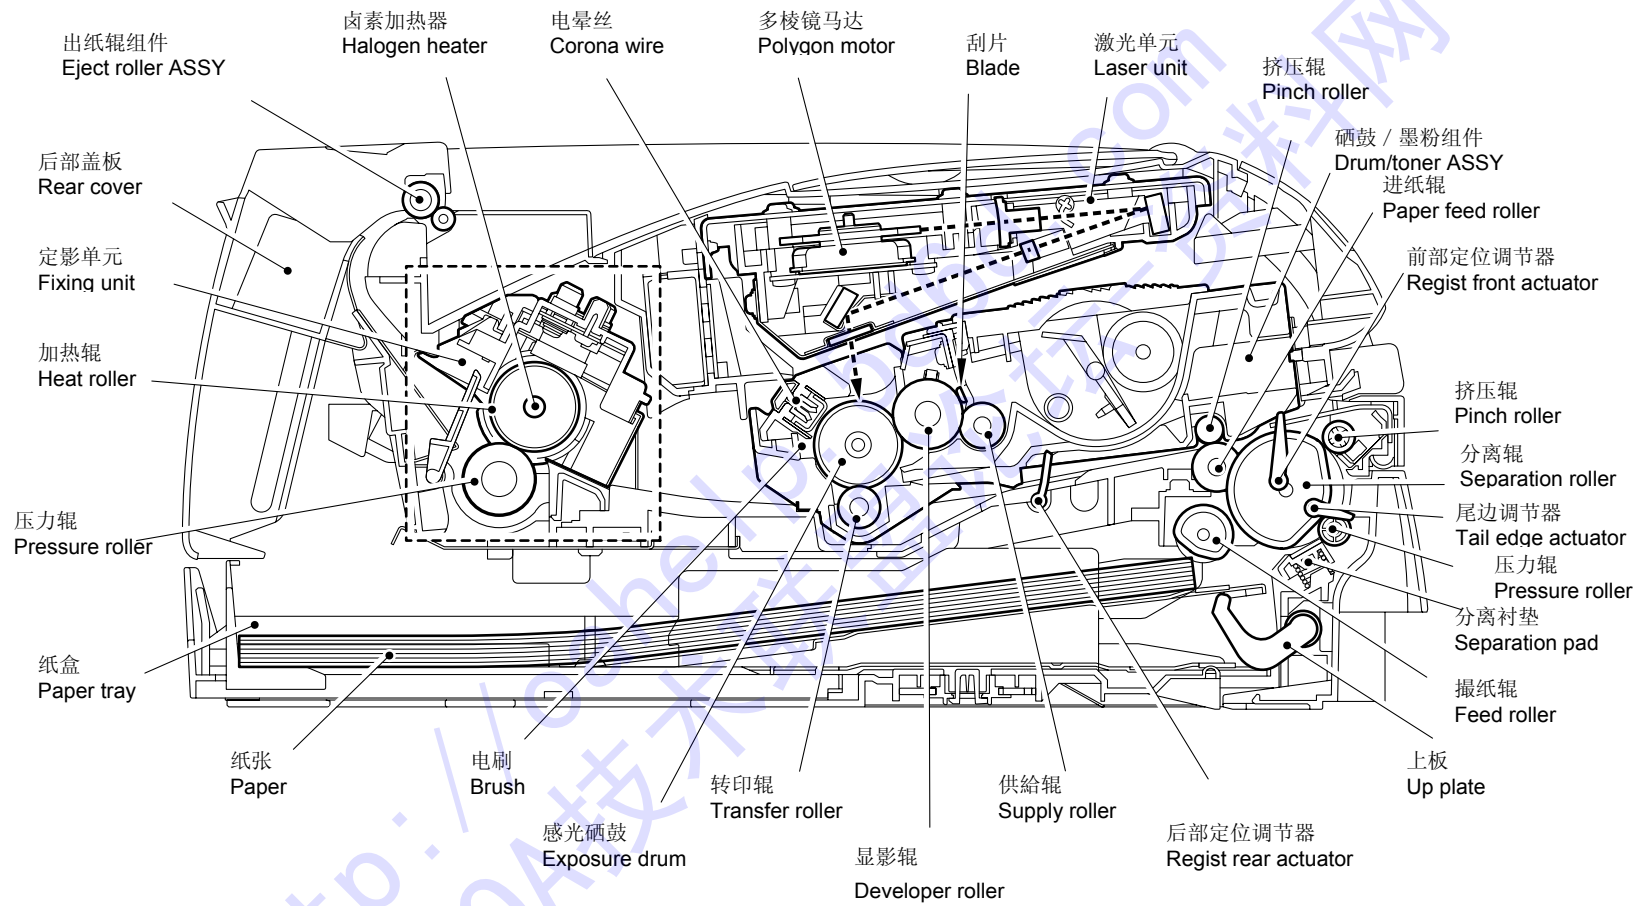 出纸辊组件
Eject roller ASSY
卤素加热器
Halogen heater
电晕丝
Corona wire
多棱镜马达
Polygon motor
刮片
Blade
激光单元
Laser unit
挤压辊
Pinch roller
硒鼓 / 墨粉组件
Drum/toner ASSY
进纸辊
Paper feed roller
前部定位调节器
Regist front actuator
后部盖板
Rear cover
定影单元
Fixing unit
加热辊
Heat roller
压力辊
Pressure roller
纸盒
Paper tray
挤压辊
Pinch roller
分离辊
Separation roller
尾边调节器
Tail edge actuator
压力辊
Pressure roller
分离衬垫
Separation pad
撮纸辊
Feed roller
上板
Up plate
纸张
Paper
电刷
Brush
感光硒鼓
Exposure drum
转印辊
Transfer roller
显影辊
Developer roller
供給辊
Supply roller
后部定位调节器
Regist rear actuator